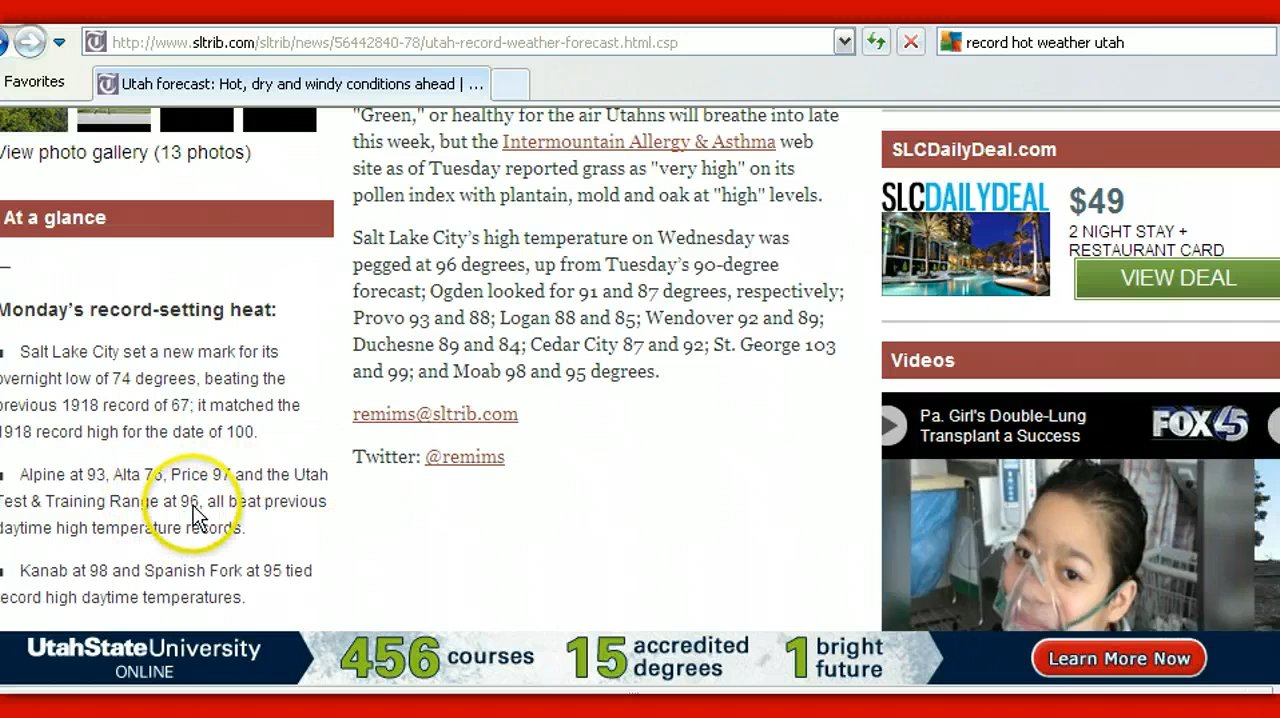 http://www.sltrib.com/sltrib/news/56442840-78/utah-record-weather-forecast.html.csp
record hot weather utah
Favorites
Utah forecast: Hot, dry and windy conditions ahead | ...
View photo gallery (13 photos)
At a glance
—
Monday's record-setting heat:
Salt Lake City set a new mark for its
overnight low of 74 degrees, beating the
previous 1918 record of 67; it matched the
1918 record high for the date of 100.
Alpine at 93, Alta 76, Price 97 and the Utah
Test & Training Range at 96, all beat previous
daytime high temperature records.
Kanab at 98 and Spanish Fork at 95 tied
record high daytime temperatures.
"Green," or healthy for the air Utahns will breathe into late
this week, but the Intermountain Allergy & Asthma web
site as of Tuesday reported grass as "very high" on its
pollen index with plantain, mold and oak at "high" levels.
Salt Lake City's high temperature on Wednesday was
pegged at 96 degrees, up from Tuesday's 90-degree
forecast; Ogden looked for 91 and 87 degrees, respectively;
Provo 93 and 88; Logan 88 and 85; Wendover 92 and 89;
Duchesne 89 and 84; Cedar City 87 and 92; St. George 103
and 99; and Moab 98 and 95 degrees.
remims@sltrib.com
Twitter: @remims
SLCDailyDeal.com
SLCDAILYDEAL
$49
2 NIGHT STAY +
RESTAURANT CARD
VIEW DEAL
Videos
Pa. Girl's Double-Lung
Transplant a Success
FOX45
UtahStateUniversity
ONLINE
456 courses
15 accredited
degrees
1 bright
future
Learn More Now